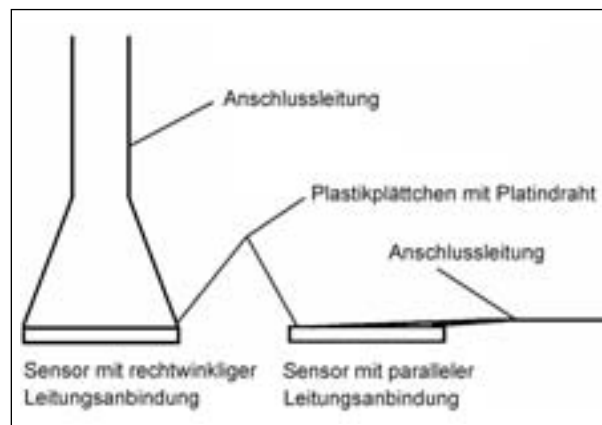 Anschlussleitung
Plastikplättchen mit Platindraht
Anschlussleitung
Sensor mit rechtwinkliger
Leitungsanbindung
Sensor mit paralleler
Leitungsanbindung